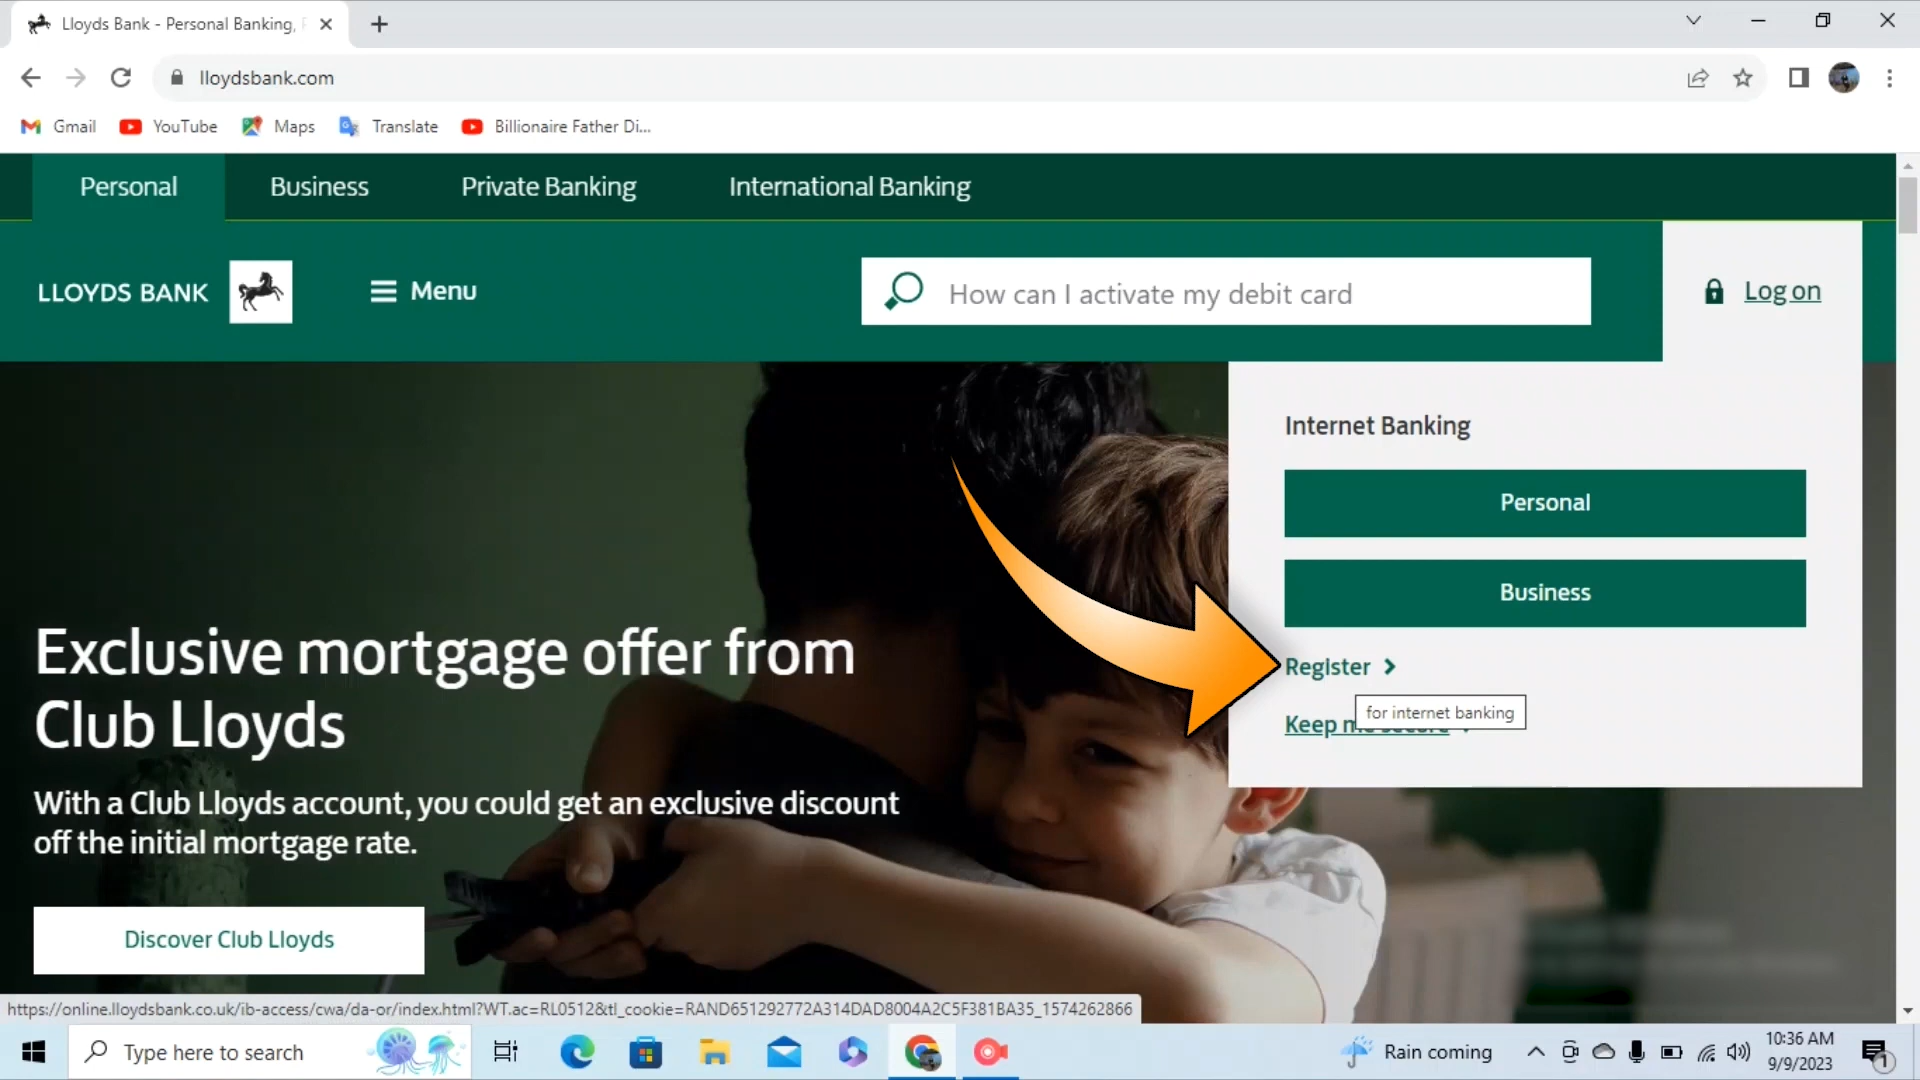 Lloyds Bank - Personal Banking,
lloydsbank.com
Gmail
YouTube
Maps
Translate
Billionaire Father Di...
Personal
Business
Private Banking
International Banking
LLOYDS BANK
Menu
How can I activate my debit card
Log on
Internet Banking
Personal
Business
Register
for internet banking
Keep me secure
Exclusive mortgage offer from
Club Lloyds
With a Club Lloyds account, you could get an exclusive discount
off the initial mortgage rate.
Discover Club Lloyds
https://online.lloydsbank.co.uk/ib-access/cwa/da-or/index.html?WT.ac=RL0512&tl_cookie=RAND651292772A314DAD8004A2C5F381BA35_1574262866
Type here to search
Rain coming
10:36 AM
9/9/2023
1